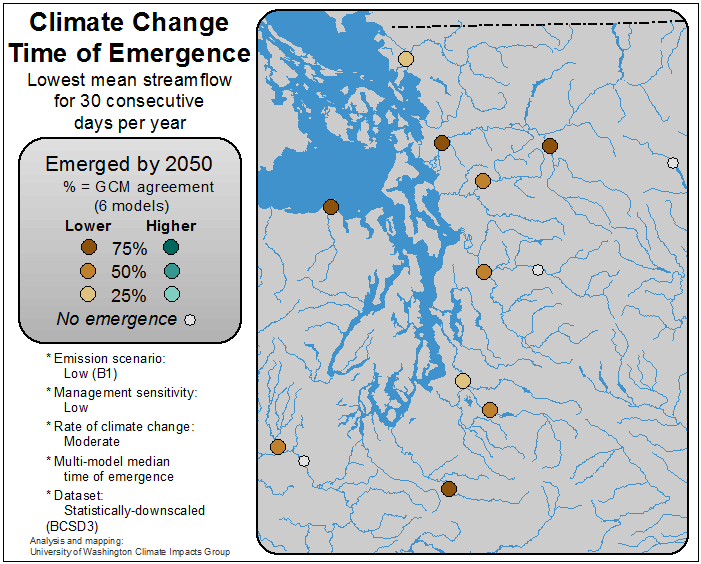 Climate Change
Time of Emergence
Lowest mean streamflow
for 30 consecutive
days per year
Emerged by 2050
% = GCM agreement
(6 models)
Lower Higher
75%
50%
25%
No emergence
* Emission scenario:
Low (B1)
* Management sensitivity:
Low
* Rate of climate change:
Moderate
* Multi-model median
time of emergence
* Dataset:
Statistically-downscaled
(BCSD3)
Analysis and mapping:
University of Washington Climate Impacts Group